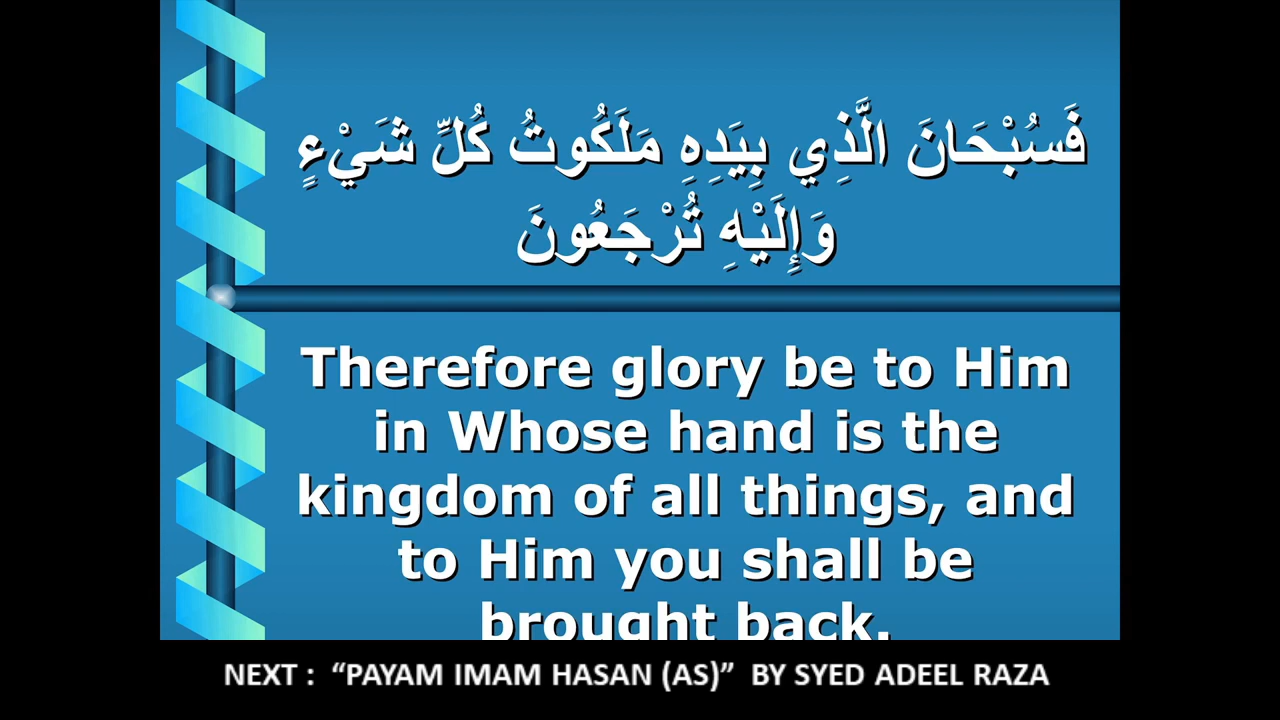 فَسُبْحَانَ الَّذِي بِيَدِهِ مَلَكُوتُ كُلِّ شَيْءٍ
وَإِلَيْهِ تُرْجَعُونَ
Therefore glory be to Him
in Whose hand is the
kingdom of all things, and
to Him you shall be
brought back.
NEXT : “PAYAM IMAM HASAN (AS)” BY SYED ADEEL RAZA